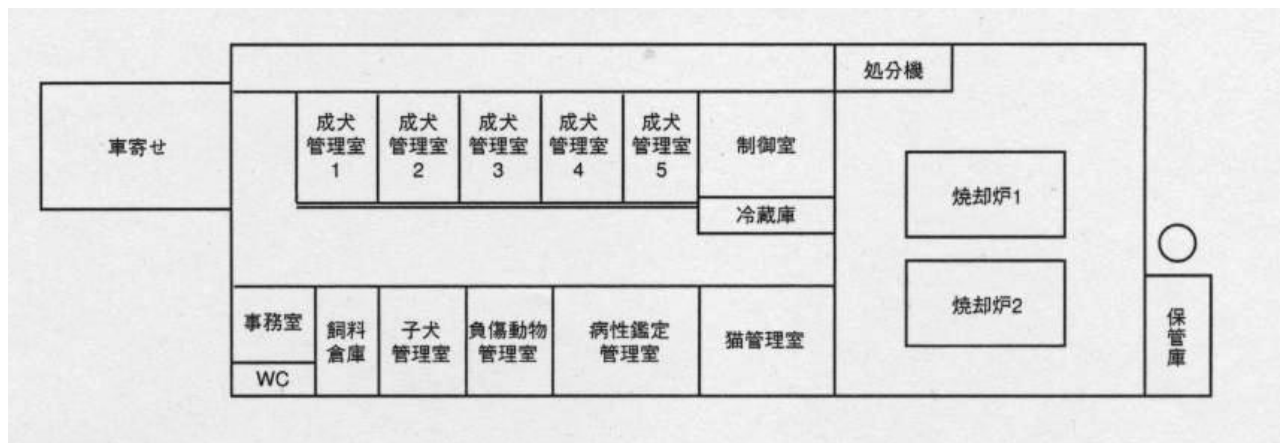 処分機
車寄せ
成犬
管理室
1
成犬
管理室
2
成犬
管理室
3
成犬
管理室
4
成犬
管理室
5
制御室
冷蔵庫
焼却炉1
焼却炉2
事務室
WC
飼料
倉庫
子犬
管理室
負傷動物
管理室
病性鑑定
管理室
猫管理室
保
管
庫